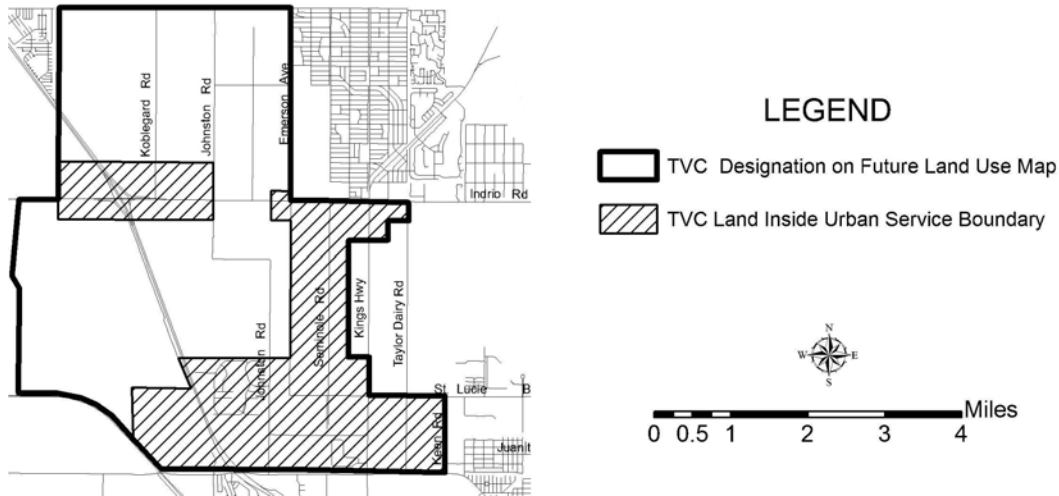 Koblegard Rd
Johnston Rd
Emerson Ave
Indrio Rd
Johnston Rd
Seminole Rd
Kings Hwy
Taylor Dairy Rd
St. Lucie B
Keen Rd
Juanit
LEGEND
TVC Designation on Future Land Use Map
TVC Land Inside Urban Service Boundary
N
W E
S
Miles
0 0.5 1 2 3 4